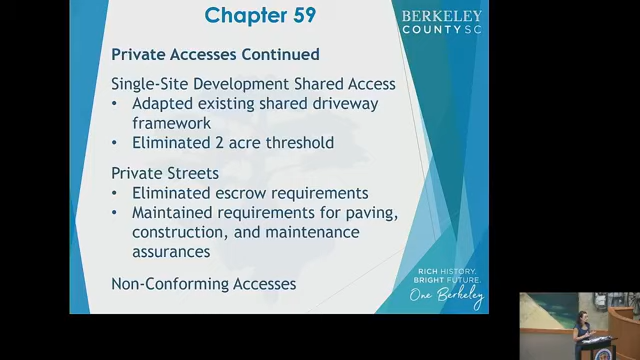 Chapter 59
BERKELEY
COUNTY SC
Private Accesses Continued
Single-Site Development Shared Access
• Adapted existing shared driveway
framework
• Eliminated 2 acre threshold
Private Streets
• Eliminated escrow requirements
• Maintained requirements for paving,
construction, and maintenance
assurances
Non-Conforming Accesses
RICH HISTORY.
BRIGHT FUTURE.
One Berkeley